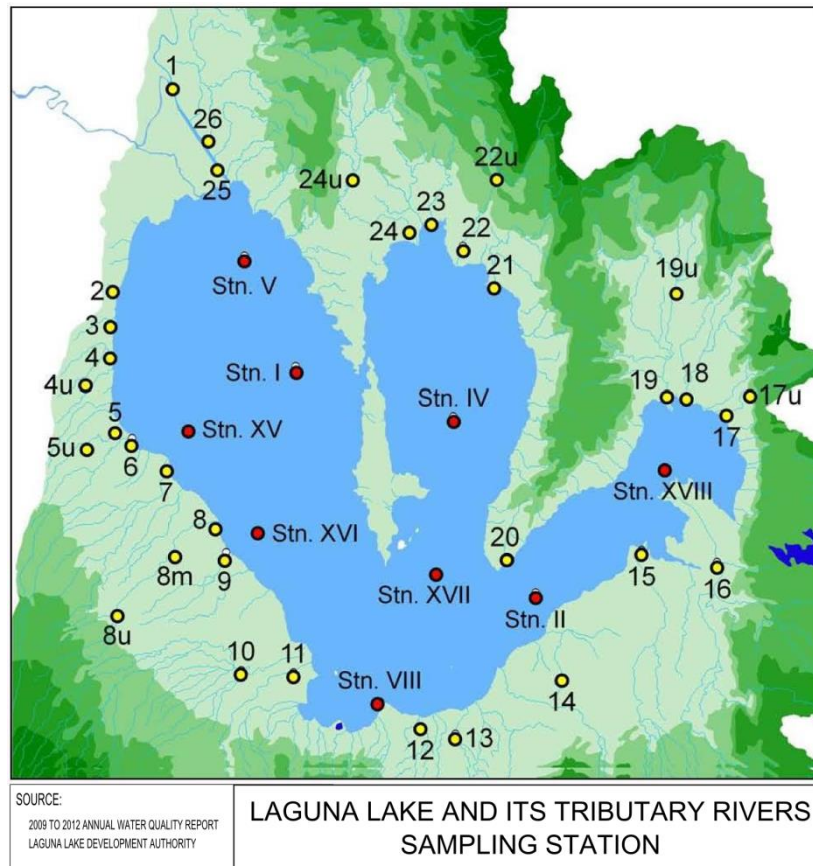 1
26
25
24u
22u
23
24
22
21
Stn. V
19u
2
3
4
4u
Stn. I
19
18
17u
17
Stn. IV
5
Stn. XV
5u
6
7
Stn. XVIII
8
Stn. XVI
20
15
8m
9
16
Stn. XVII
Stn. II
8u
10
11
Stn. VIII
14
12
13
SOURCE:
2009 TO 2012 ANNUAL WATER QUALITY REPORT
LAGUNA LAKE DEVELOPMENT AUTHORITY
LAGUNA LAKE AND ITS TRIBUTARY RIVERS
SAMPLING STATION